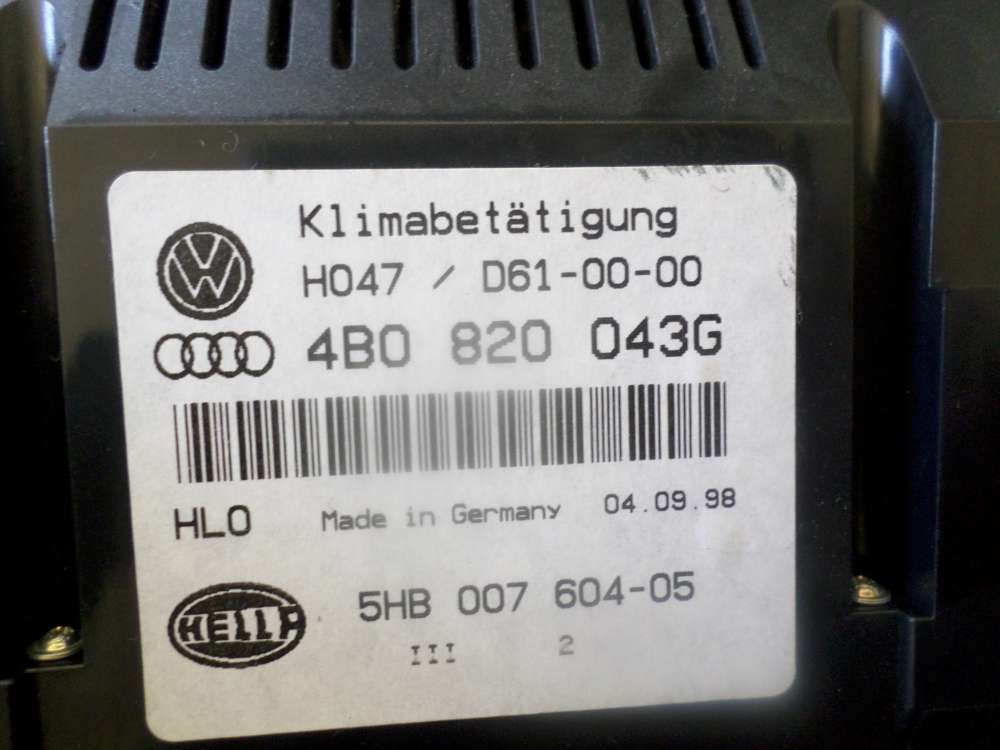 Klimabetätigung
H047 / D61-00-00
4B0 820 043G
HLO Made in Germany 04.09.98
HELLA 5HB 007 604-05
III 2